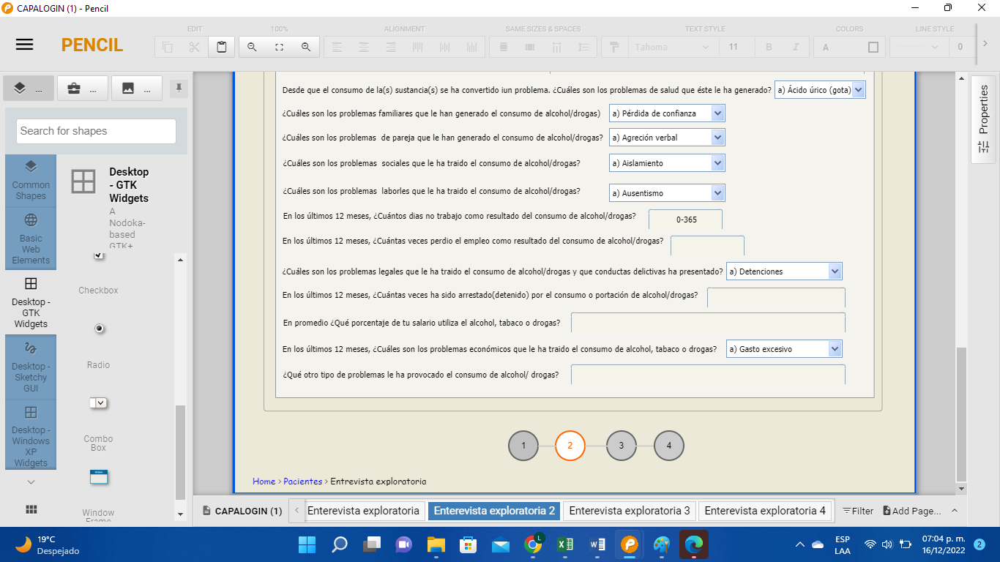 CAPALOGIN (1) - Pencil
EDIT
100%
ALIGNMENT
SAME SIZES & SPACES
TEXT STYLE
COLORS
LINE STYLE
PENCIL
Tahoma
11
B
I
A
0
...
...
...
Search for shapes
Common Shapes
Basic Web Elements
Desktop - GTK Widgets
Desktop - Sketchy GUI
Desktop - Windows XP Widgets
Desktop - GTK Widgets
A Nodoka-based GTK+
Checkbox
Radio
Combo Box
Window Frame
Desde que el consumo de la(s) sustancia(s) se ha convertido iun problema. ¿Cuáles son los problemas de salud que éste le ha generado? a) Ácido úrico (gota)
¿Cuáles son los problemas familiares que le han generado el consumo de alcohol/drogas) a) Pérdida de confianza
¿Cuáles son los problemas de pareja que le han generado el consumo de alcohol/drogas? a) Agreción verbal
¿Cuáles son los problemas sociales que le ha traido el consumo de alcohol/drogas? a) Aislamiento
¿Cuáles son los problemas laborles que le ha traido el consumo de alcohol/drogas? a) Ausentismo
En los últimos 12 meses, ¿Cuántos dias no trabajo como resultado del consumo de alcohol/drogas? 0-365
En los últimos 12 meses, ¿Cuántas veces perdio el empleo como resultado del consumo de alcohol/drogas?
¿Cuáles son los problemas legales que le ha traido el consumo de alcohol/drogas y que conductas delictivas ha presentado? a) Detenciones
En los últimos 12 meses, ¿Cuántas veces ha sido arrestado(detenido) por el consumo o portación de alcohol/drogas?
En promedio ¿Qué porcentaje de tu salario utiliza el alcohol, tabaco o drogas?
En los últimos 12 meses, ¿Cuáles son los problemas económicos que le ha traido el consumo de alcohol, tabaco o drogas? a) Gasto excesivo
¿Qué otro tipo de problemas le ha provocado el consumo de alcohol/ drogas?
1
2
3
4
Home > Pacientes > Entrevista exploratoria
Properties
CAPALOGIN (1)
Enterevista exploratoria
Enterevista exploratoria 2
Enterevista exploratoria 3
Enterevista exploratoria 4
Filter
Add Page...
19°C
Despejado
L
ESP
LAA
07:04 p. m.
16/12/2022
2